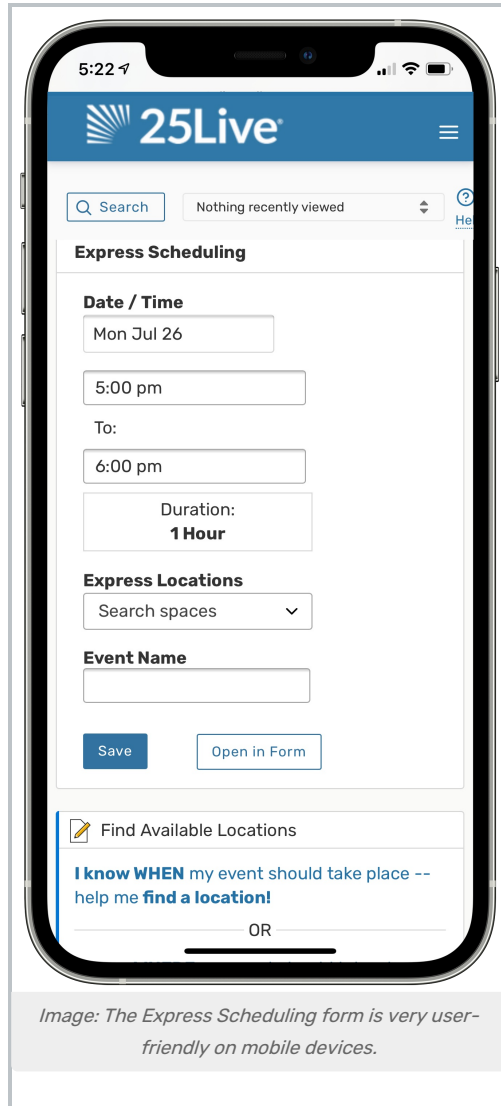 5:22
25Live
Search
Nothing recently viewed
Hel
Express Scheduling
Date / Time
Mon Jul 26
5:00 pm
To:
6:00 pm
Duration:
1 Hour
Express Locations
Search spaces
Event Name
Save
Open in Form
Find Available Locations
I know WHEN my event should take place --
help me find a location!
OR
Image: The Express Scheduling form is very user-
friendly on mobile devices.